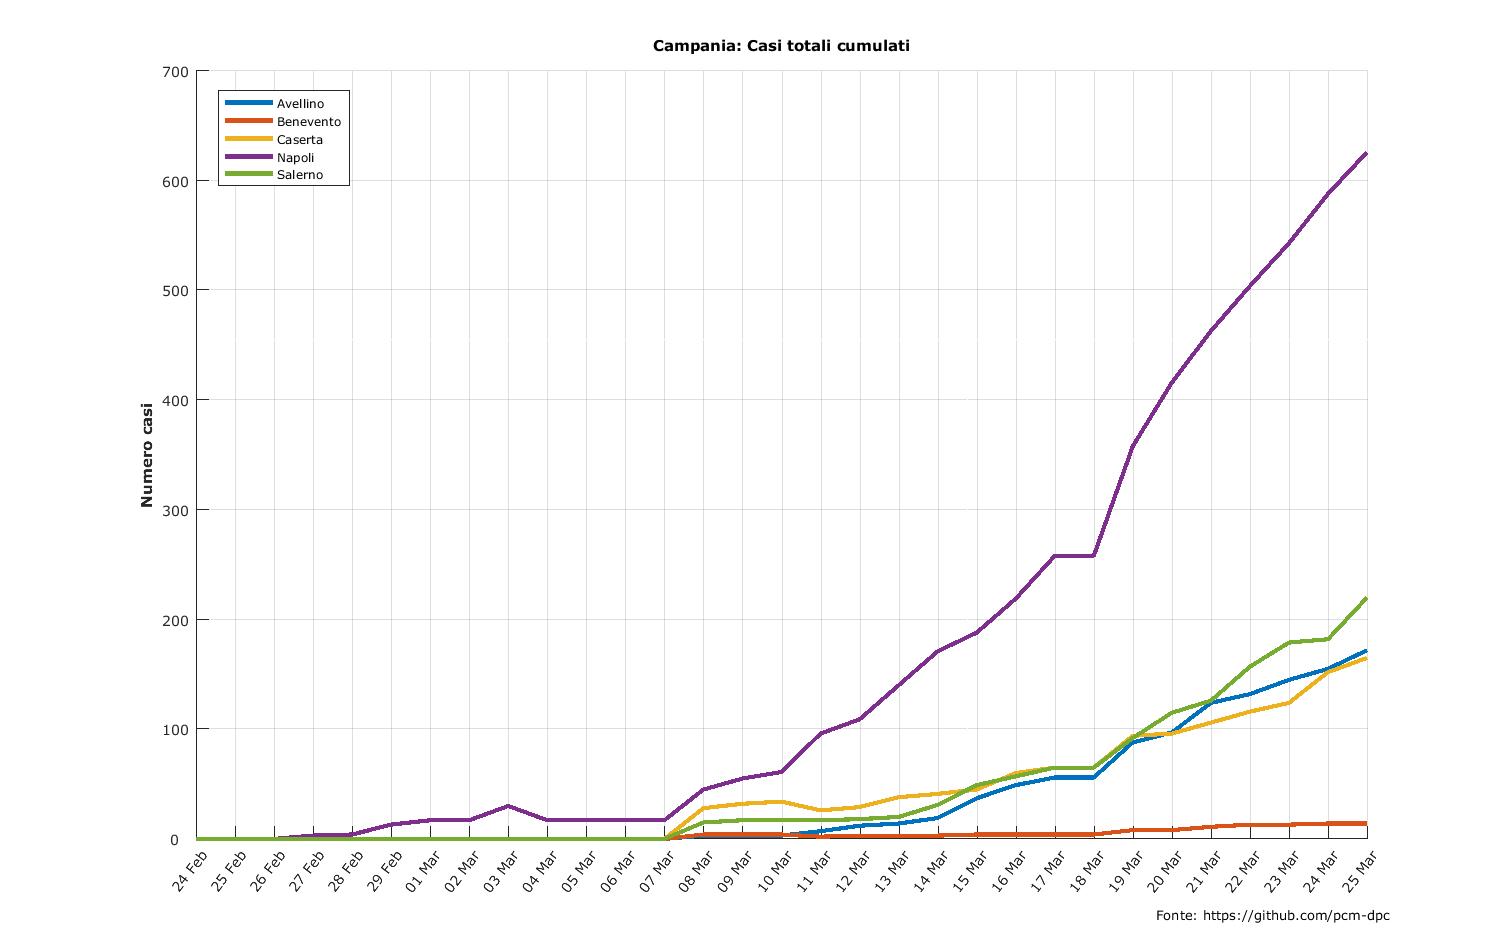 Campania: Casi totali cumulati
700
600
500
400
300
200
100
0
Numero casi
Avellino
Benevento
Caserta
Napoli
Salerno
24 Feb
25 Feb
26 Feb
27 Feb
28 Feb
29 Feb
01 Mar
02 Mar
03 Mar
04 Mar
05 Mar
06 Mar
07 Mar
08 Mar
09 Mar
10 Mar
11 Mar
12 Mar
13 Mar
14 Mar
15 Mar
16 Mar
17 Mar
18 Mar
19 Mar
20 Mar
21 Mar
22 Mar
23 Mar
24 Mar
25 Mar
Fonte: https://github.com/pcm-dpc